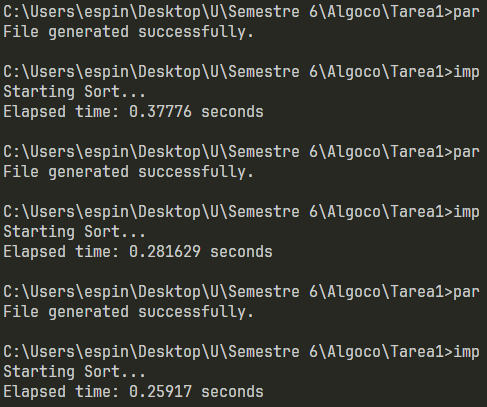 C:\Users\espin\Desktop\U\Semestre 6\Algoco\Tarea1>par
File generated successfully.
C:\Users\espin\Desktop\U\Semestre 6\Algoco\Tarea1>imp
Starting Sort...
Elapsed time: 0.37776 seconds
C:\Users\espin\Desktop\U\Semestre 6\Algoco\Tarea1>par
File generated successfully.
C:\Users\espin\Desktop\U\Semestre 6\Algoco\Tarea1>imp
Starting Sort...
Elapsed time: 0.281629 seconds
C:\Users\espin\Desktop\U\Semestre 6\Algoco\Tarea1>par
File generated successfully.
C:\Users\espin\Desktop\U\Semestre 6\Algoco\Tarea1>imp
Starting Sort...
Elapsed time: 0.25917 seconds